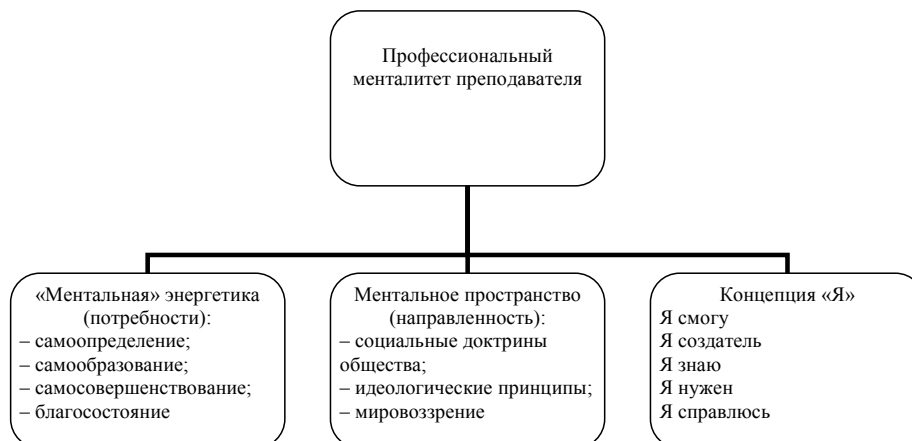 Профессиональный
менталитет преподавателя
«Ментальная» энергетика
(потребности):
– самоопределение;
– самообразование;
– самосовершенствование;
– благосостояние
Ментальное пространство
(направленность):
– социальные доктрины
общества;
– идеологические принципы;
– мировоззрение
Концепция «Я»
Я смогу
Я создатель
Я знаю
Я нужен
Я справлюсь